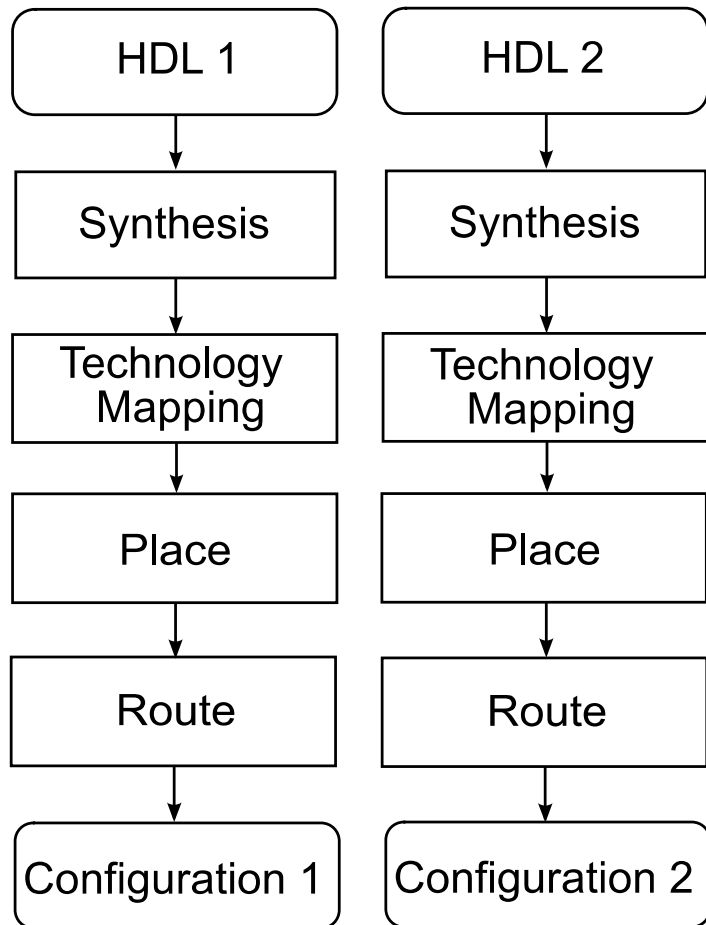 HDL 1
Synthesis
Technology
Mapping
Place
Route
Configuration 1
HDL 2
Synthesis
Technology
Mapping
Place
Route
Configuration 2